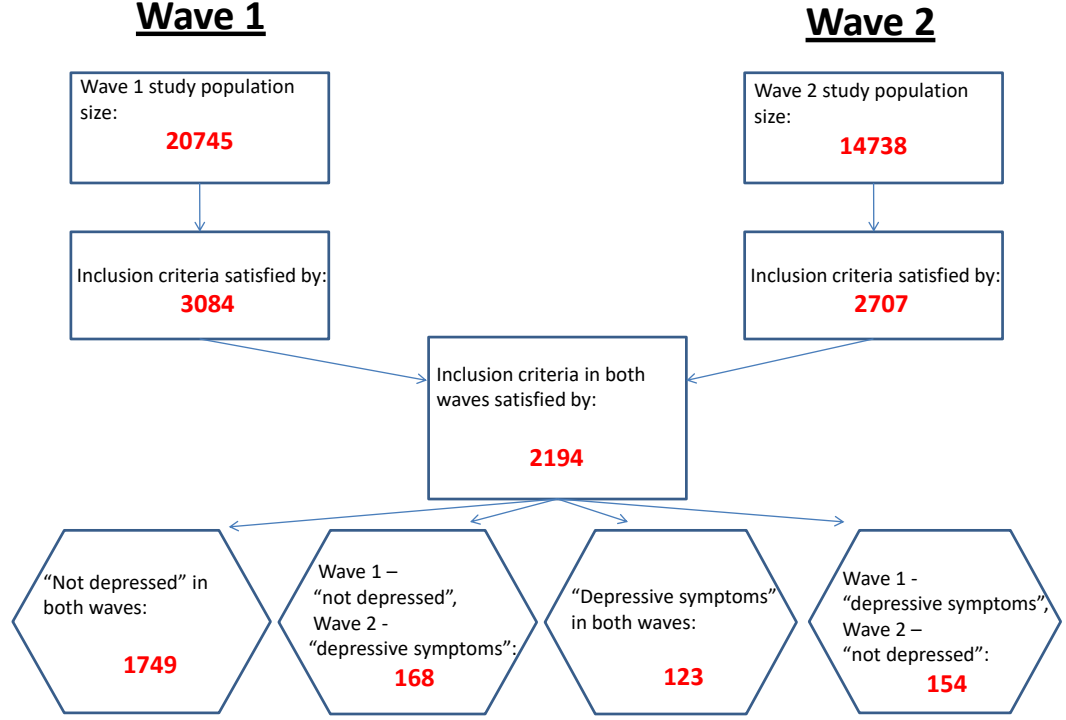 Wave 1
Wave 2
Wave 1 study population
size:
20745
Wave 2 study population
size:
14738
Inclusion criteria satisfied by:
3084
Inclusion criteria satisfied by:
2707
Inclusion criteria in both
waves satisfied by:
2194
“Not depressed” in
both waves:
1749
Wave 1 –
“not depressed”,
Wave 2 -
“depressive symptoms”:
168
“Depressive symptoms”
in both waves:
123
Wave 1 -
“depressive symptoms”,
Wave 2 –
“not depressed”:
154